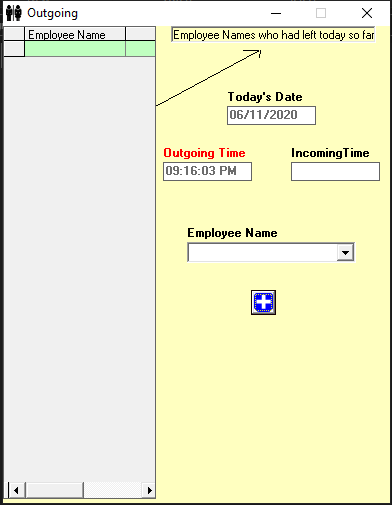 Outgoing
Employee Name
Employee Names who had left today so far
Today's Date
06/11/2020
Outgoing Time
IncomingTime
09:16:03 PM
Employee Name